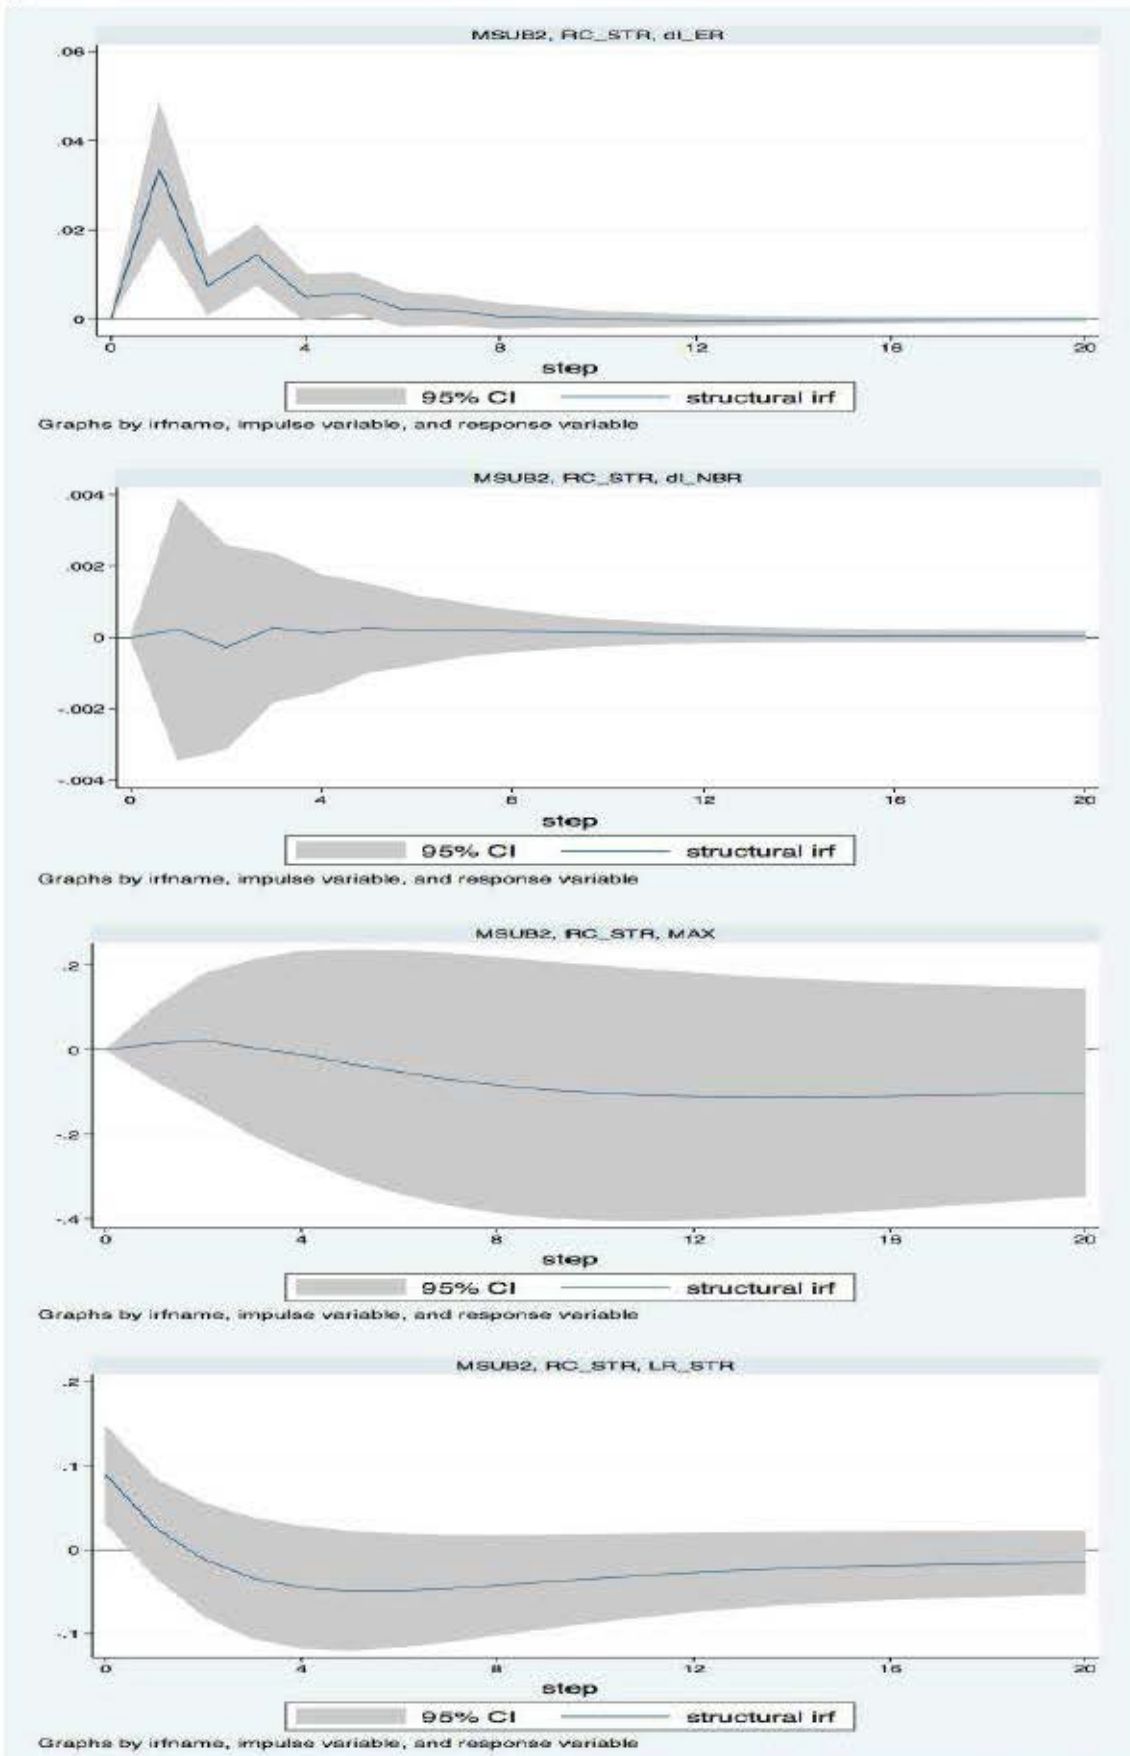 MSUB2, RC_STR, dl_ER
.06
.04
.02
0
0 4 8 12 16 20
step
95% CI structural irf
Graphs by irfname, impulse variable, and response variable
MSUB2, RC_STR, dl_NBR
.004
.002
0
-.002
-.004
0 4 8 12 16 20
step
95% CI structural irf
Graphs by irfname, impulse variable, and response variable
MSUB2, RC_STR, MAX
.2
0
-.2
-.4
0 4 8 12 16 20
step
95% CI structural irf
Graphs by irfname, impulse variable, and response variable
MSUB2, RC_STR, LR_STR
.2
.1
0
-.1
0 4 8 12 16 20
step
95% CI structural irf
Graphs by irfname, impulse variable, and response variable